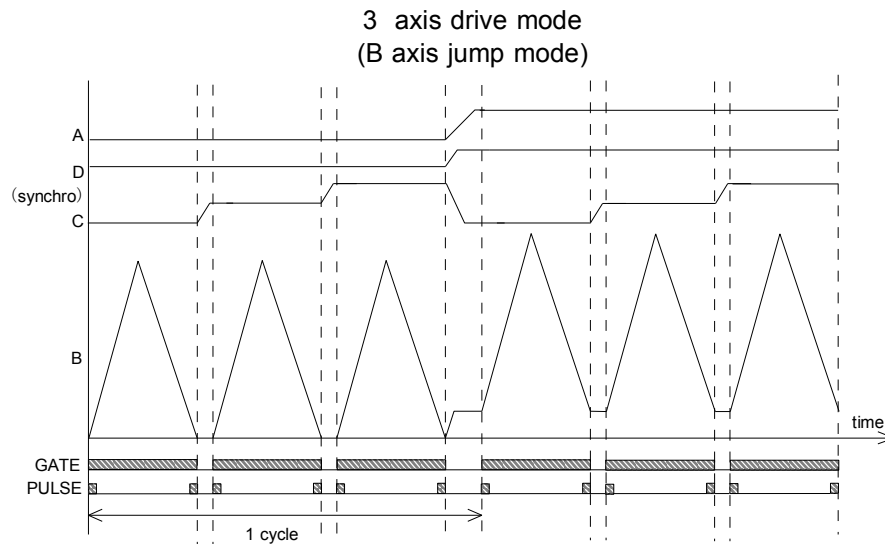 3 axis drive mode
(B axis jump mode)
A
D
(synchro)
C
B
time
GATE
PULSE
1 cycle